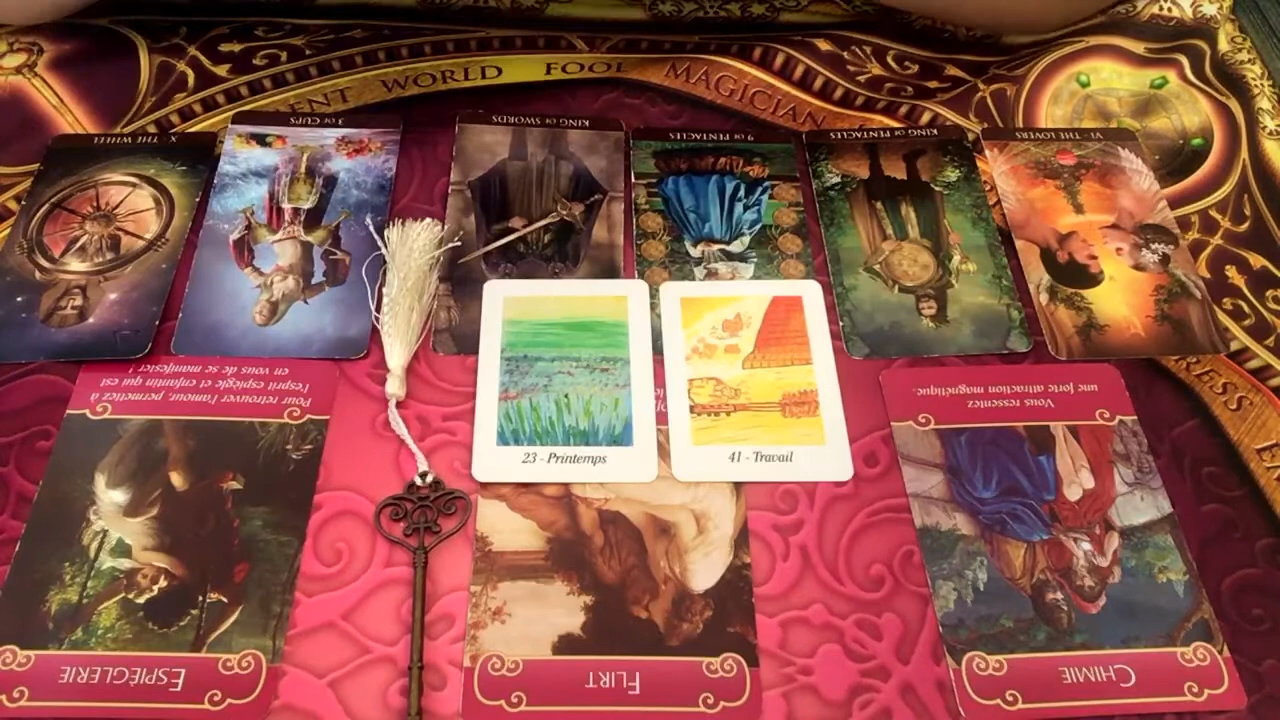 ENT WORLD FOOL MAGICIAN
RESS
X - THE WHEEL
3 OF CUPS
KING OF SWORDS
9 OF PENTACLES
KING OF PENTACLES
VI - THE LOVERS
23 - Printemps
41 - Travail
Pour retrouver l'amour, permettez à
l'esprit espiègle et enfantin qui est
en vous de se manifester !
Vous ressentez
une forte attraction magnétique.
ESPIÈGLERIE
FLIRT
CHIMIE